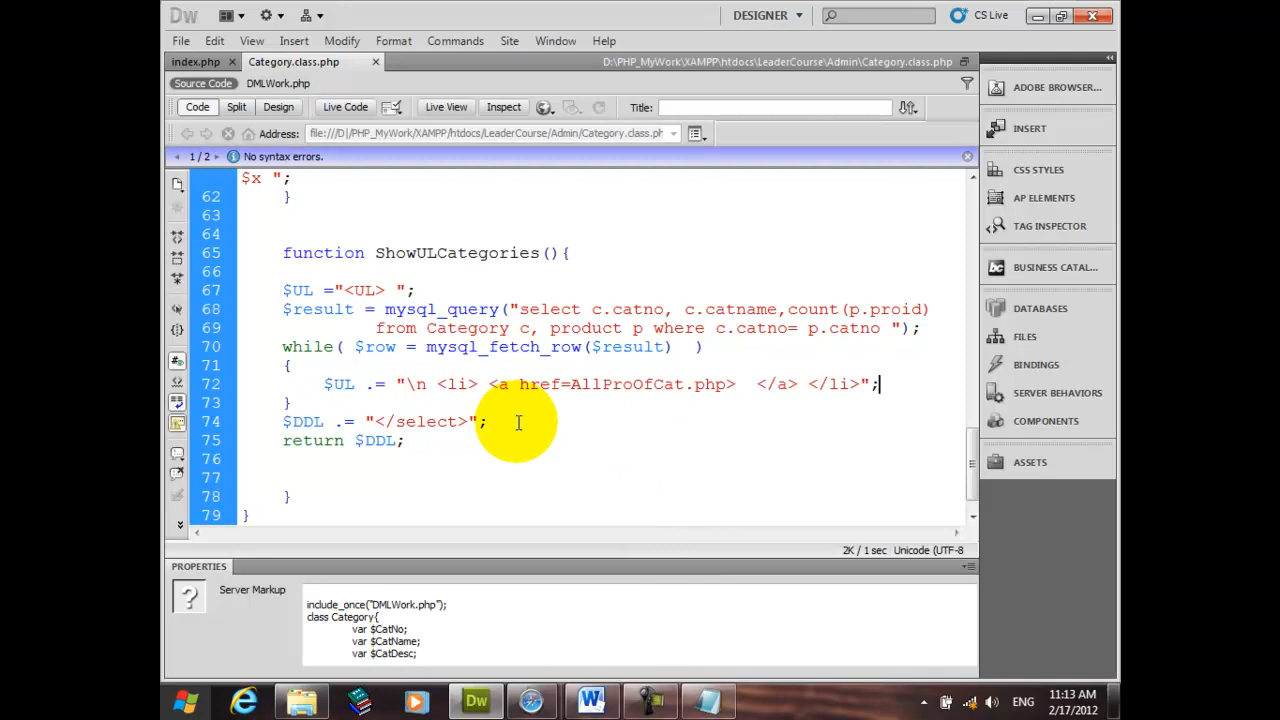 Dw
DESIGNER
CS Live
File Edit View Insert Modify Format Commands Site Window Help
index.php Category.class.php D:\PHP_MyWork\XAMPP\htdocs\LeaderCourse\Admin\Category.class.php
Source Code DMLWork.php
Code Split Design Live Code Live View Inspect Title:
Address: file:///D|/PHP_MyWork/XAMPP/htdocs/LeaderCourse/Admin/Category.class.ph
1 / 2 No syntax errors.
$x ";
62 }
63
64
65 function ShowULCategories(){
66
67 $UL ="<UL> ";
68 $result = mysql_query("select c.catno, c.catname,count(p.proid)
69 from Category c, product p where c.catno= p.catno ");
70 while( $row = mysql_fetch_row($result) )
71 {
72 $UL .= "\n <li> <a href=AllProOfCat.php> </a> </li>";
73 }
74 $DDL .= "</select>";
75 return $DDL;
76
77
78 }
79 }
2K / 1 sec Unicode (UTF-8
PROPERTIES
Server Markup
include_once("DMLWork.php");
class Category{
var $CatNo;
var $CatName;
var $CatDesc;
ADOBE BROWSER...
INSERT
CSS STYLES
AP ELEMENTS
TAG INSPECTOR
BUSINESS CATAL...
DATABASES
FILES
BINDINGS
SERVER BEHAVIORS
COMPONENTS
ASSETS
ENG
11:13 AM
2/17/2012